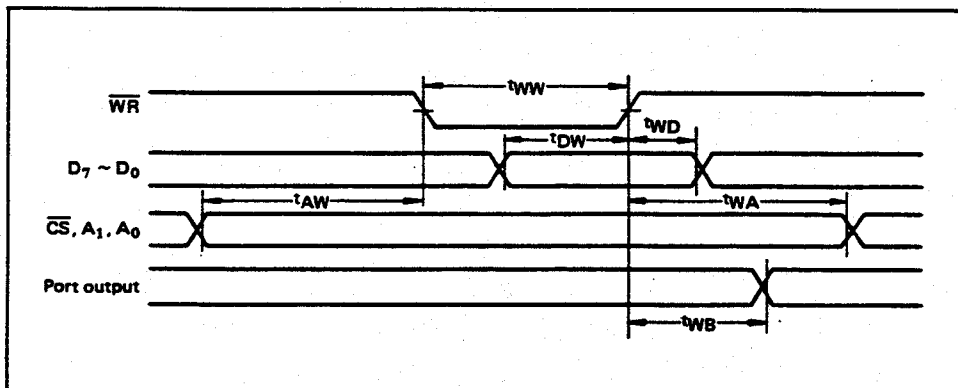 tWW
WR
tWD
tDW
D7 ~ D0
tAW
tWA
CS, A1, A0
Port output
tWB